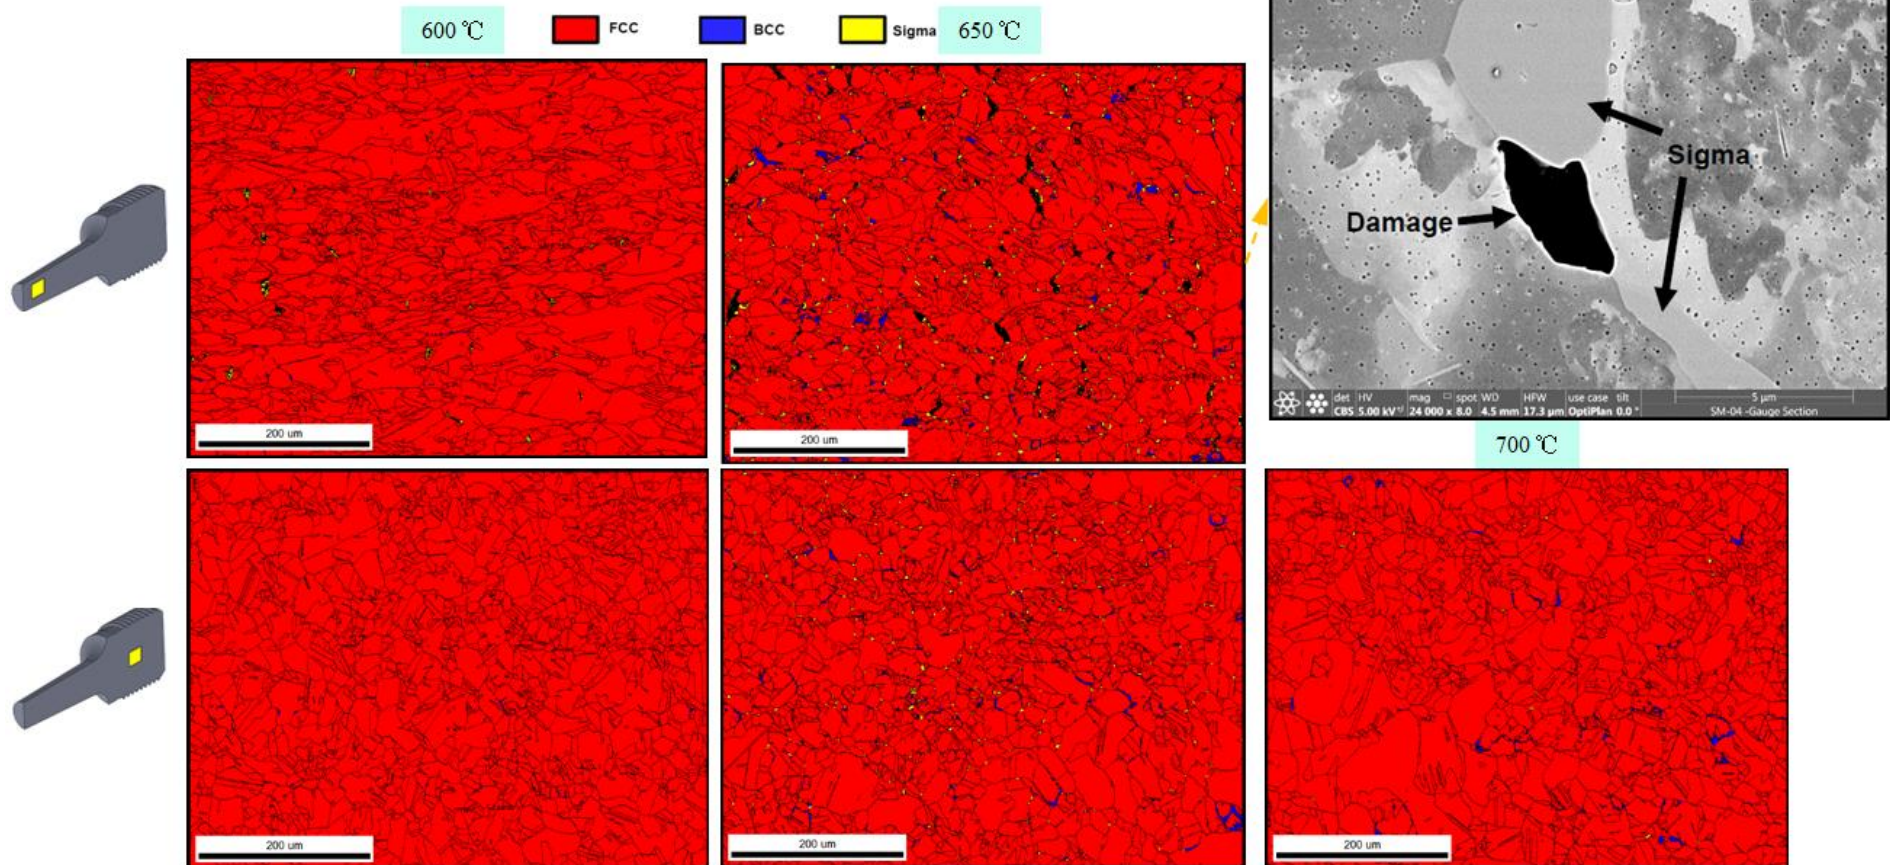 600 ℃
FCC
BCC
Sigma
650 ℃
Sigma
Damage
det HV mag □ spot WD HFW use case tilt
CBS 5.00 kV 24 000 x 8.0 4.5 mm 17.3 µm OptiPlan 0.0 °
5 µm
SM-04 -Gauge Section
200 um
200 um
700 ℃
200 um
200 um
200 um